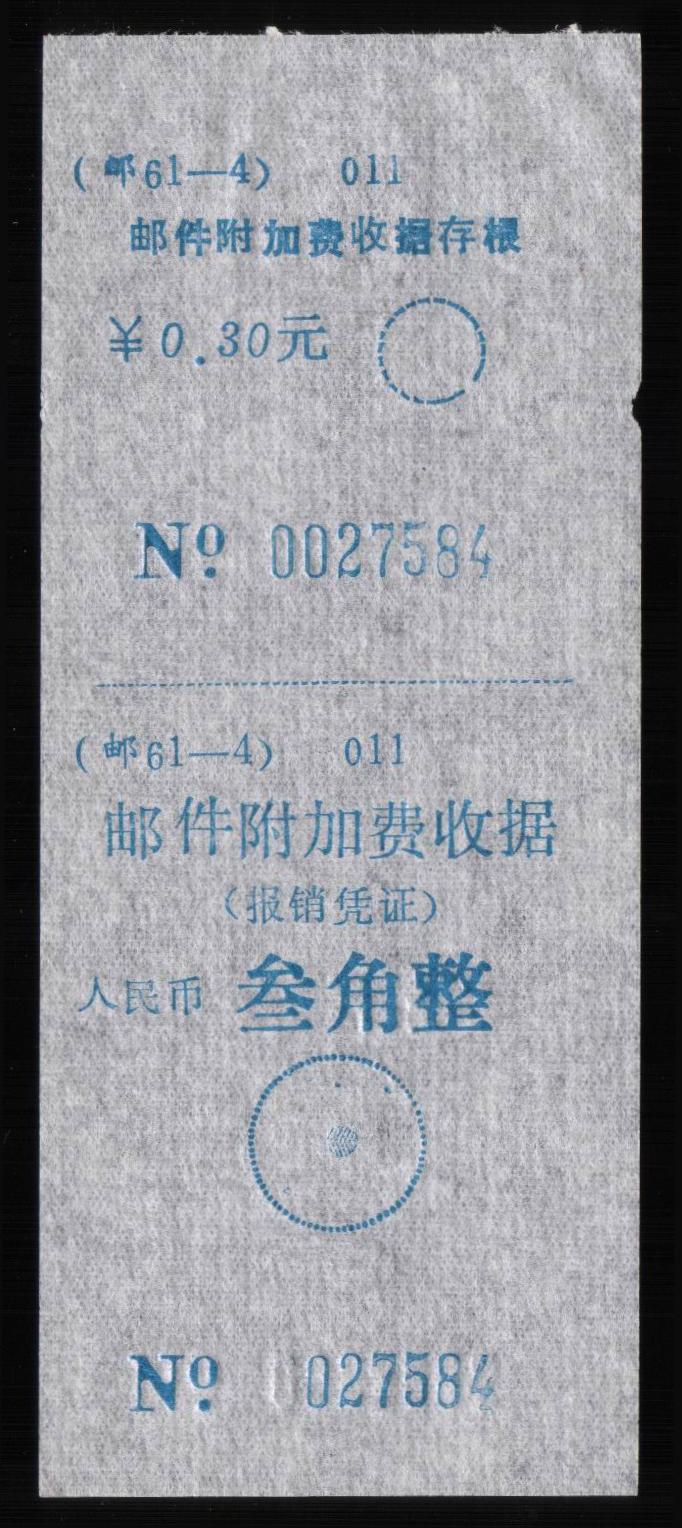 (邮61—4) 011
邮件附加费收据存根
¥0.30元
Nº 0027584
(邮61—4) 011
邮件附加费收据
(报销凭证)
人民币 叁角整
Nº 0027584